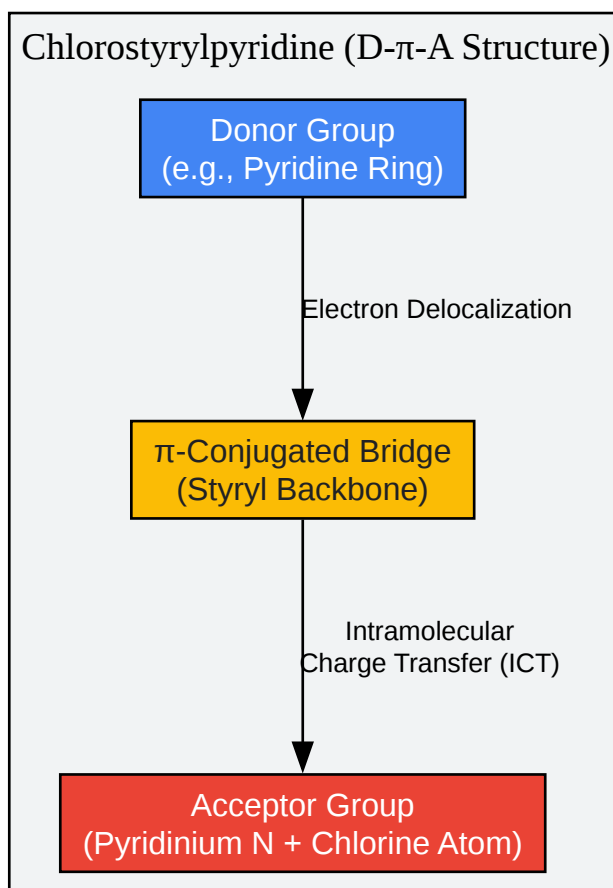 Chlorostyrylpyridine (D-π-A Structure)
Donor Group
(e.g., Pyridine Ring)
Electron Delocalization
π-Conjugated Bridge
(Styryl Backbone)
Intramolecular
Charge Transfer (ICT)
Acceptor Group
(Pyridinium N + Chlorine Atom)